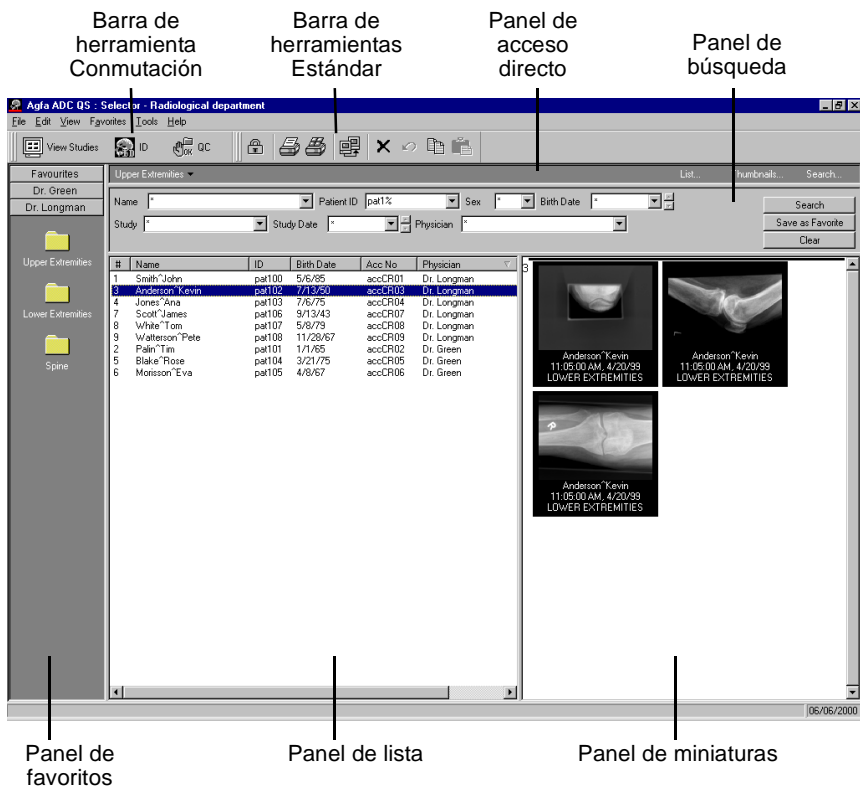 Barra de herramienta Conmutación
Barra de herramientas Estándar
Panel de acceso directo
Panel de búsqueda
Agfa ADC QS : Selector - Radiological department
File Edit View Favorites Tools Help
View Studies ID OK QC
Favourites
Dr. Green
Dr. Longman
Upper Extremities
Lower Extremities
Spine
Upper Extremities List... Thumbnails... Search...
Name * Patient ID pat1% Sex * Birth Date *
Study * Study Date * Physician *
Search
Save as Favorite
Clear
# Name ID Birth Date Acc No Physician
1 Smith^John pat100 5/6/85 accCR01 Dr. Longman
3 Anderson^Kevin pat102 7/13/50 accCR03 Dr. Longman
4 Jones^Ana pat103 7/6/75 accCR04 Dr. Longman
7 Scott^James pat106 9/13/43 accCR07 Dr. Longman
8 White^Tom pat107 5/8/79 accCR08 Dr. Longman
9 Watterson^Pete pat108 11/28/67 accCR09 Dr. Longman
2 Palin^Tim pat101 1/1/65 accCR02 Dr. Green
5 Blake^Rose pat104 3/21/75 accCR05 Dr. Green
6 Morisson^Eva pat105 4/8/67 accCR06 Dr. Green
3
Anderson^Kevin
11:05:00 AM, 4/20/99
LOWER EXTREMITIES
Anderson^Kevin
11:05:00 AM, 4/20/99
LOWER EXTREMITIES
R
Anderson^Kevin
11:05:00 AM, 4/20/99
LOWER EXTREMITIES
06/06/2000
Panel de favoritos
Panel de lista
Panel de miniaturas